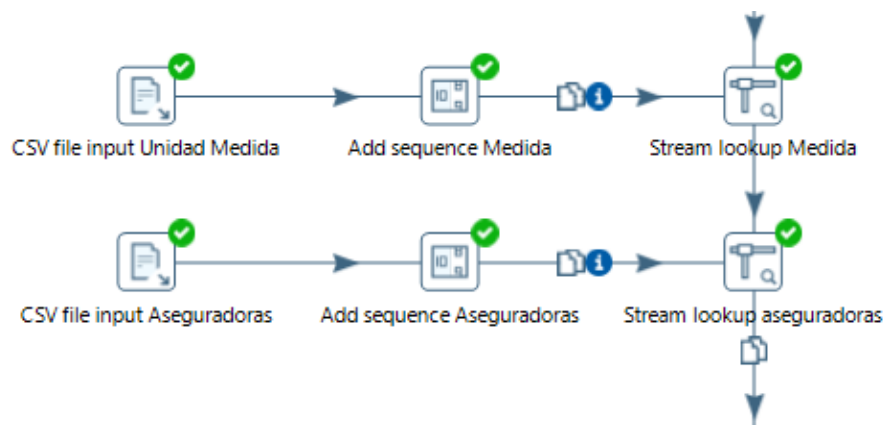 CSV file input Unidad Medida
Add sequence Medida
Stream lookup Medida
CSV file input Aseguradoras
Add sequence Aseguradoras
Stream lookup aseguradoras